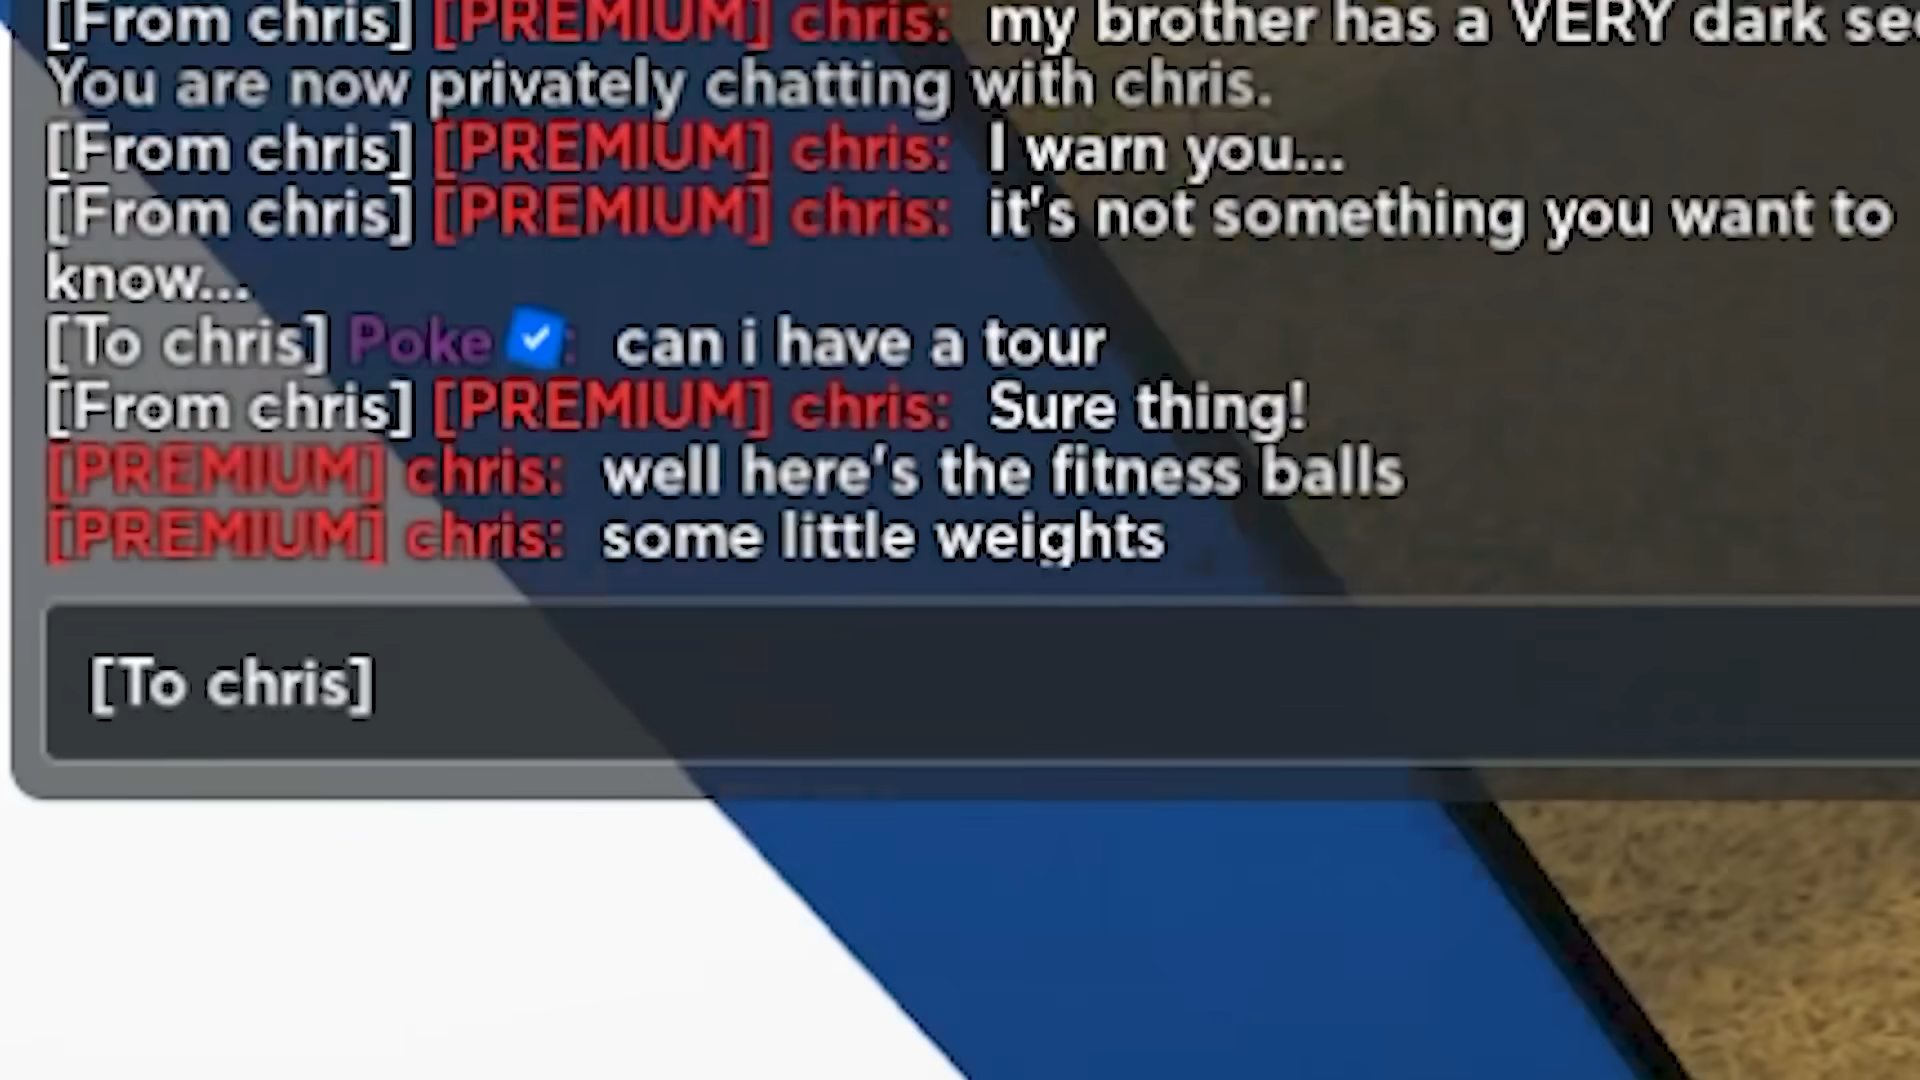 [From chris] [PREMIUM] chris: my brother has a VERY dark
You are now privately chatting with chris.
[From chris] [PREMIUM] chris: I warn you...
[From chris] [PREMIUM] chris: it's not something you want to
know...
[To chris] Poke: can i have a tour
[From chris] [PREMIUM] chris: Sure thing!
[PREMIUM] chris: well here's the fitness balls
[PREMIUM] chris: some little weights
[To chris]